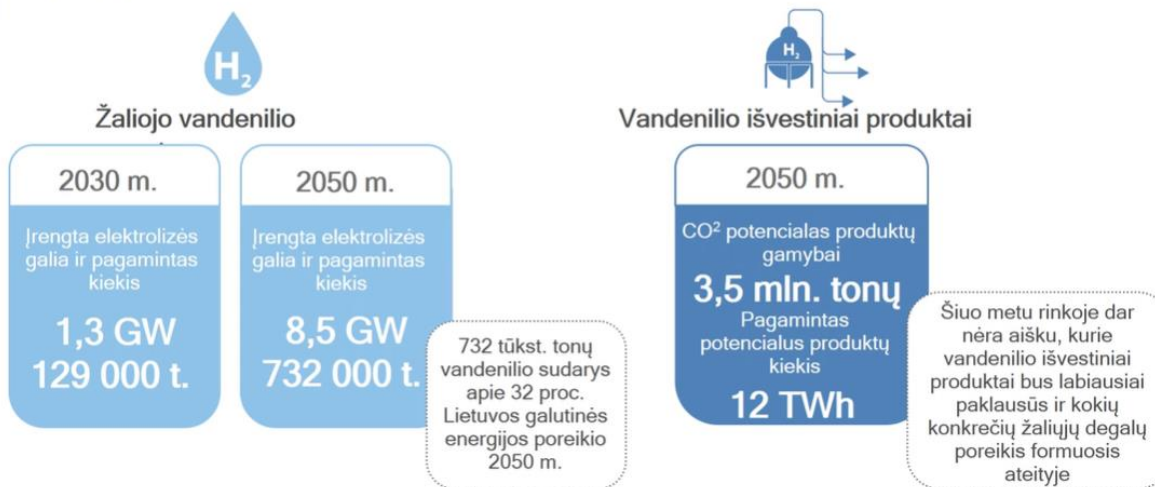 H₂
Žaliojo vandenilio
2030 m.
Įrengta elektrolizės
galia ir pagamintas
kiekis
1,3 GW
129 000 t.
2050 m.
Įrengta elektrolizės
galia ir pagamintas
kiekis
8,5 GW
732 000 t.
732 tūkst. tonų
vandenilio sudarys
apie 32 proc.
Lietuvos galutinės
energijos poreikio
2050 m.
H₂
Vandenilio išvestiniai produktai
2050 m.
CO² potencialas produktų
gamybai
3,5 mln. tonų
Pagamintas
potencialus produktų
kiekis
12 TWh
Šiuo metu rinkoje dar
nėra aišku, kurie
vandenilio išvestiniai
produktai bus labiausiai
paklausūs ir kokių
konkrečių žaliųjų degalų
poreikis formuosis
ateityje